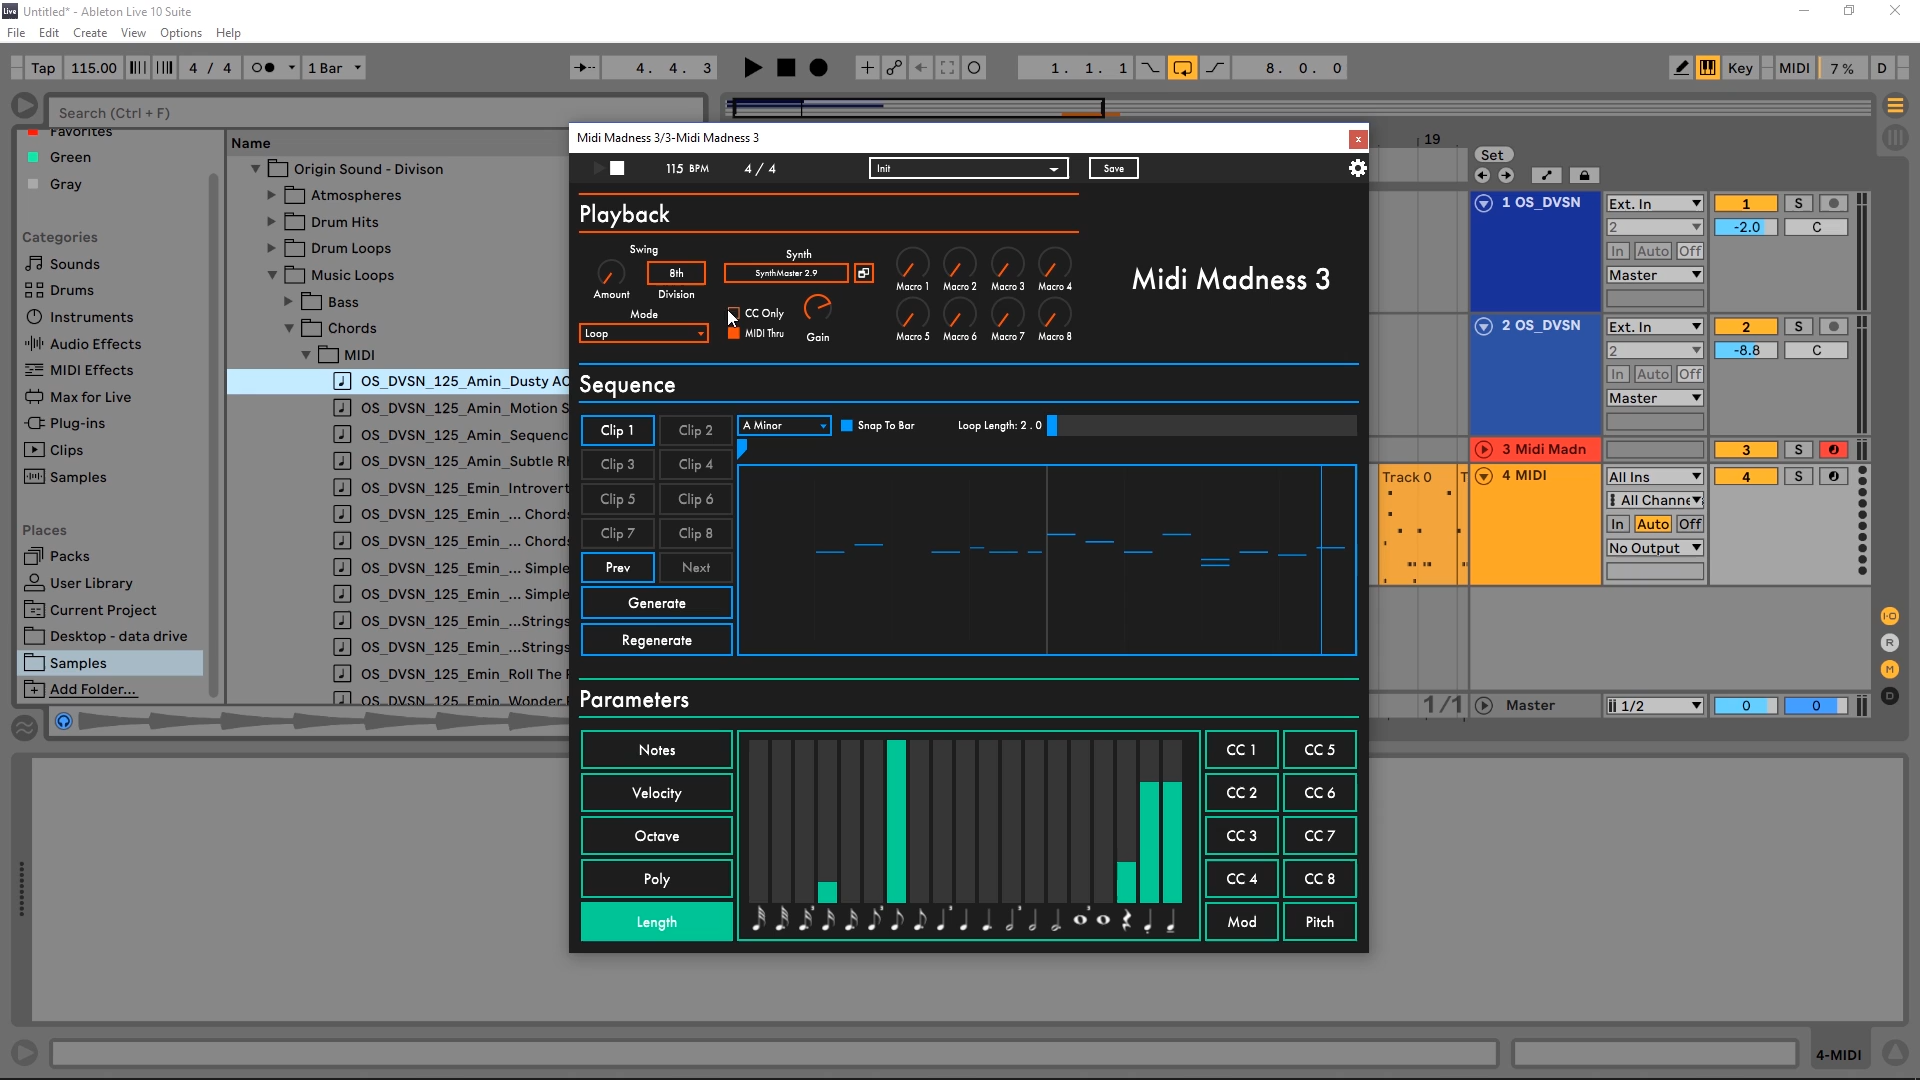 Live Untitled* - Ableton Live 10 Suite
File Edit Create View Options Help
Tap 115.00 4 / 4 1 Bar 4. 4. 3 1. 1. 1 8. 0. 0 Key MIDI 7 % D
Search (Ctrl + F)
Favorites
Green
Gray
Categories
Sounds
Drums
Instruments
Audio Effects
MIDI Effects
Max for Live
Plug-ins
Clips
Samples
Places
Packs
User Library
Current Project
Desktop - data drive
Samples
Add Folder...
Name
Origin Sound - Divison
Atmospheres
Drum Hits
Drum Loops
Music Loops
Bass
Chords
MIDI
OS_DVSN_125_Amin_Dusty AC
OS_DVSN_125_Amin_Motion S
OS_DVSN_125_Amin_Sequenc
OS_DVSN_125_Amin_Subtle R
OS_DVSN_125_Emin_Introvert
OS_DVSN_125_Emin_... Chords
OS_DVSN_125_Emin_... Chords
OS_DVSN_125_Emin_... Simple
OS_DVSN_125_Emin_... Simple
OS_DVSN_125_Emin_...Strings
OS_DVSN_125_Emin_...Strings
OS_DVSN_125_Emin_Roll The
OS_DVSN_125_Emin_Wonder
Midi Madness 3/3-Midi Madness 3
115 BPM 4 / 4 Init Save
Playback
Swing
Amount
8th
Division
Mode
Loop
Synth
SynthMaster 2.9
CC Only
MIDI Thru
Gain
Macro 1 Macro 2 Macro 3 Macro 4
Macro 5 Macro 6 Macro 7 Macro 8
Midi Madness 3
Sequence
Clip 1 Clip 2
Clip 3 Clip 4
Clip 5 Clip 6
Clip 7 Clip 8
Prev Next
Generate
Regenerate
A Minor Snap To Bar Loop Length: 2 . 0
Parameters
Notes
Velocity
Octave
Poly
Length
3 3 3 3 3
CC 1 CC 5
CC 2 CC 6
CC 3 CC 7
CC 4 CC 8
Mod Pitch
19
Set
1 OS_DVSN Ext. In 1 S
2 -2.0 C
In Auto Off
Master
2 OS_DVSN Ext. In 2 S
2 -8.8 C
In Auto Off
Master
3 Midi Madn 3 S
Track 0 T 4 MIDI All Ins 4 S
All Channe
In Auto Off
No Output
1/1 Master 1/2 0 0
I·O
R
M
D
4-MIDI